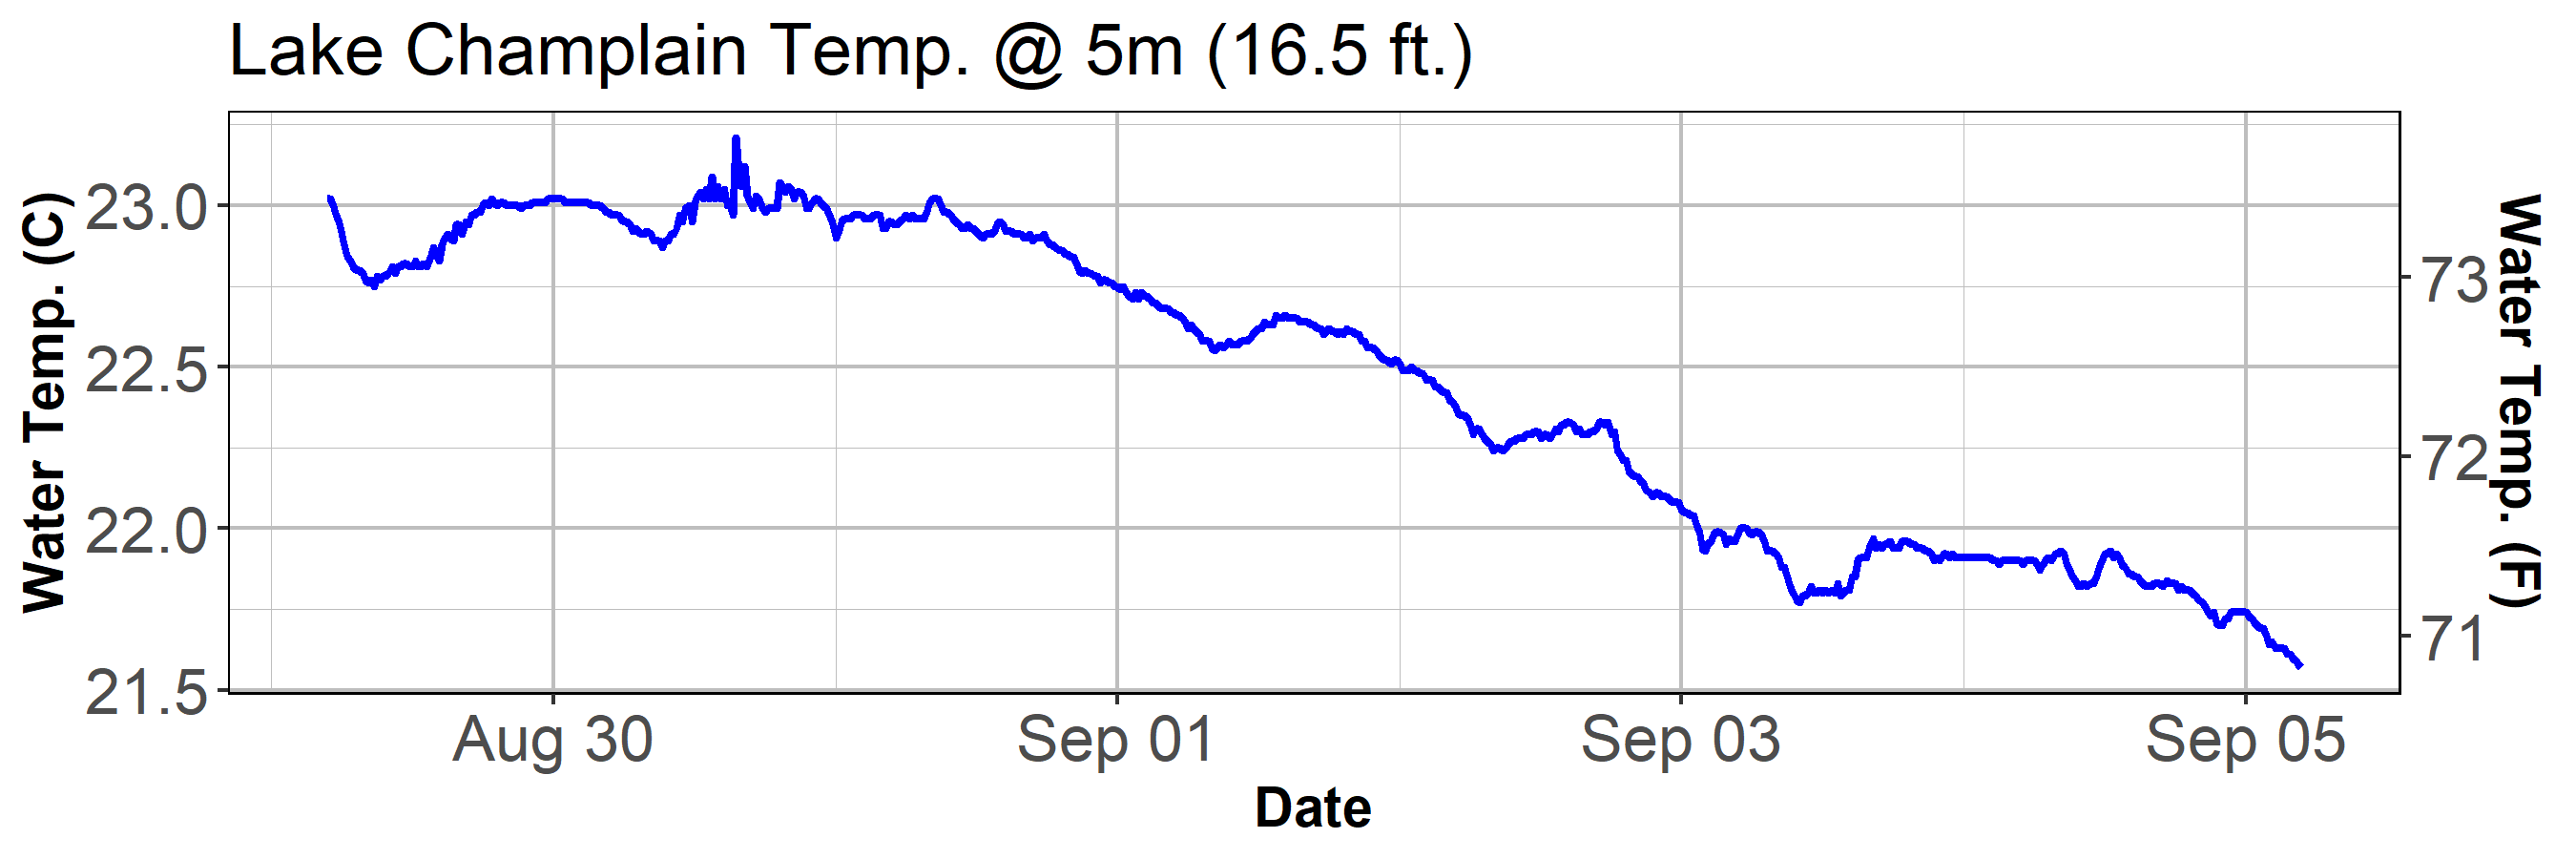 Lake Champlain Temp. @ 5m (16.5 ft.)
Water Temp. (C)
23.0
22.5
22.0
21.5
73
72
71
Water Temp. (F)
Aug 30 Sep 01 Sep 03 Sep 05
Date